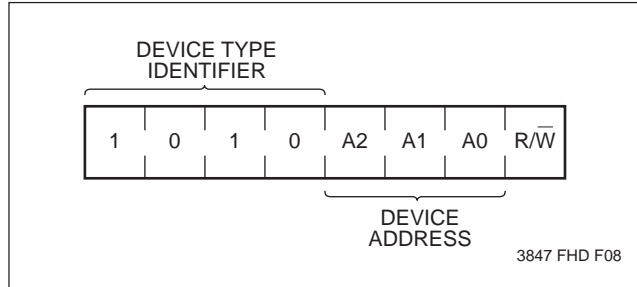 DEVICE TYPE
IDENTIFIER
1 0 1 0 A2 A1 A0 R/W̅
DEVICE
ADDRESS
3847 FHD F08